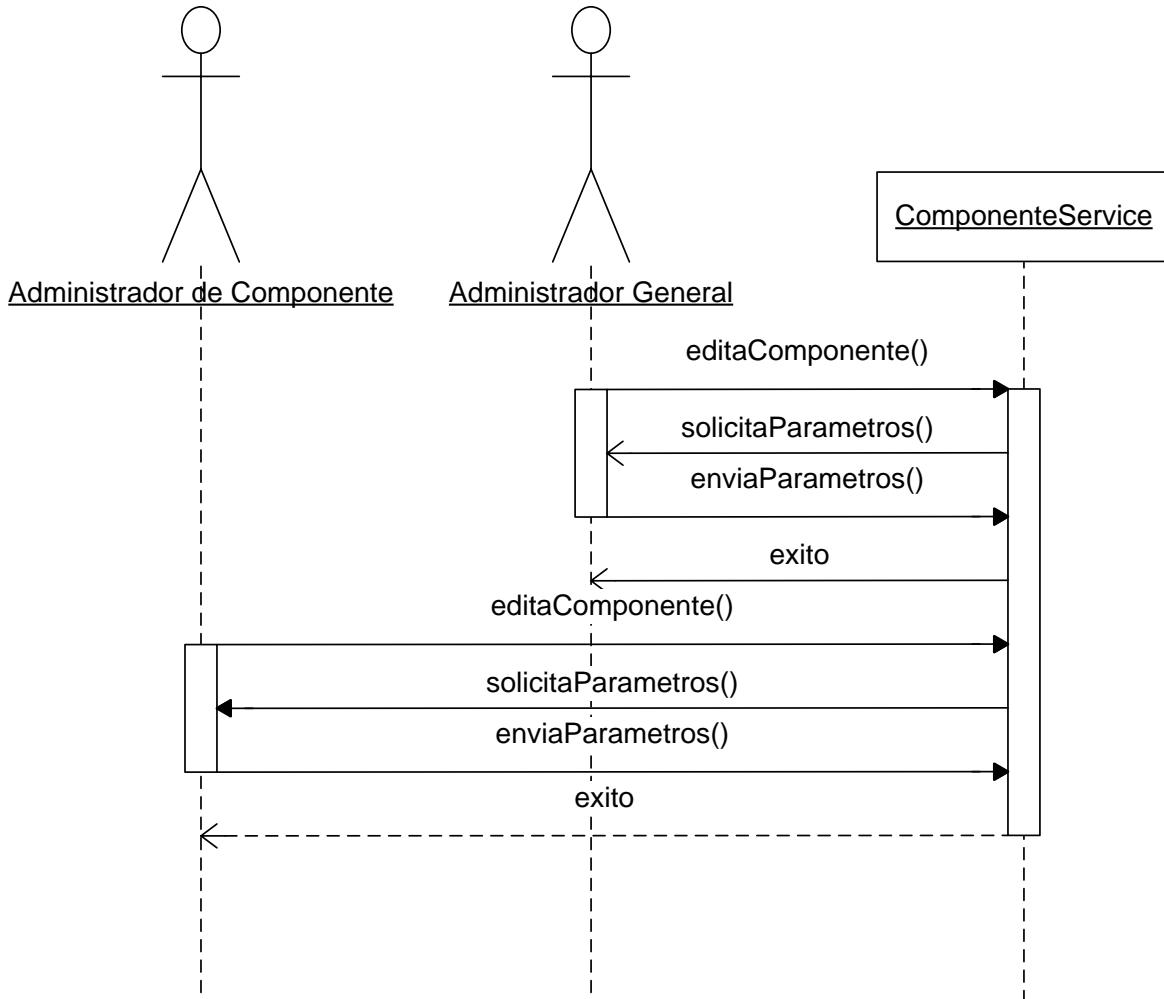 ComponenteService
Administrador de Componente
Administrador General
editaComponente()
solicitaParametros()
enviaParametros()
exito
editaComponente()
solicitaParametros()
enviaParametros()
exito